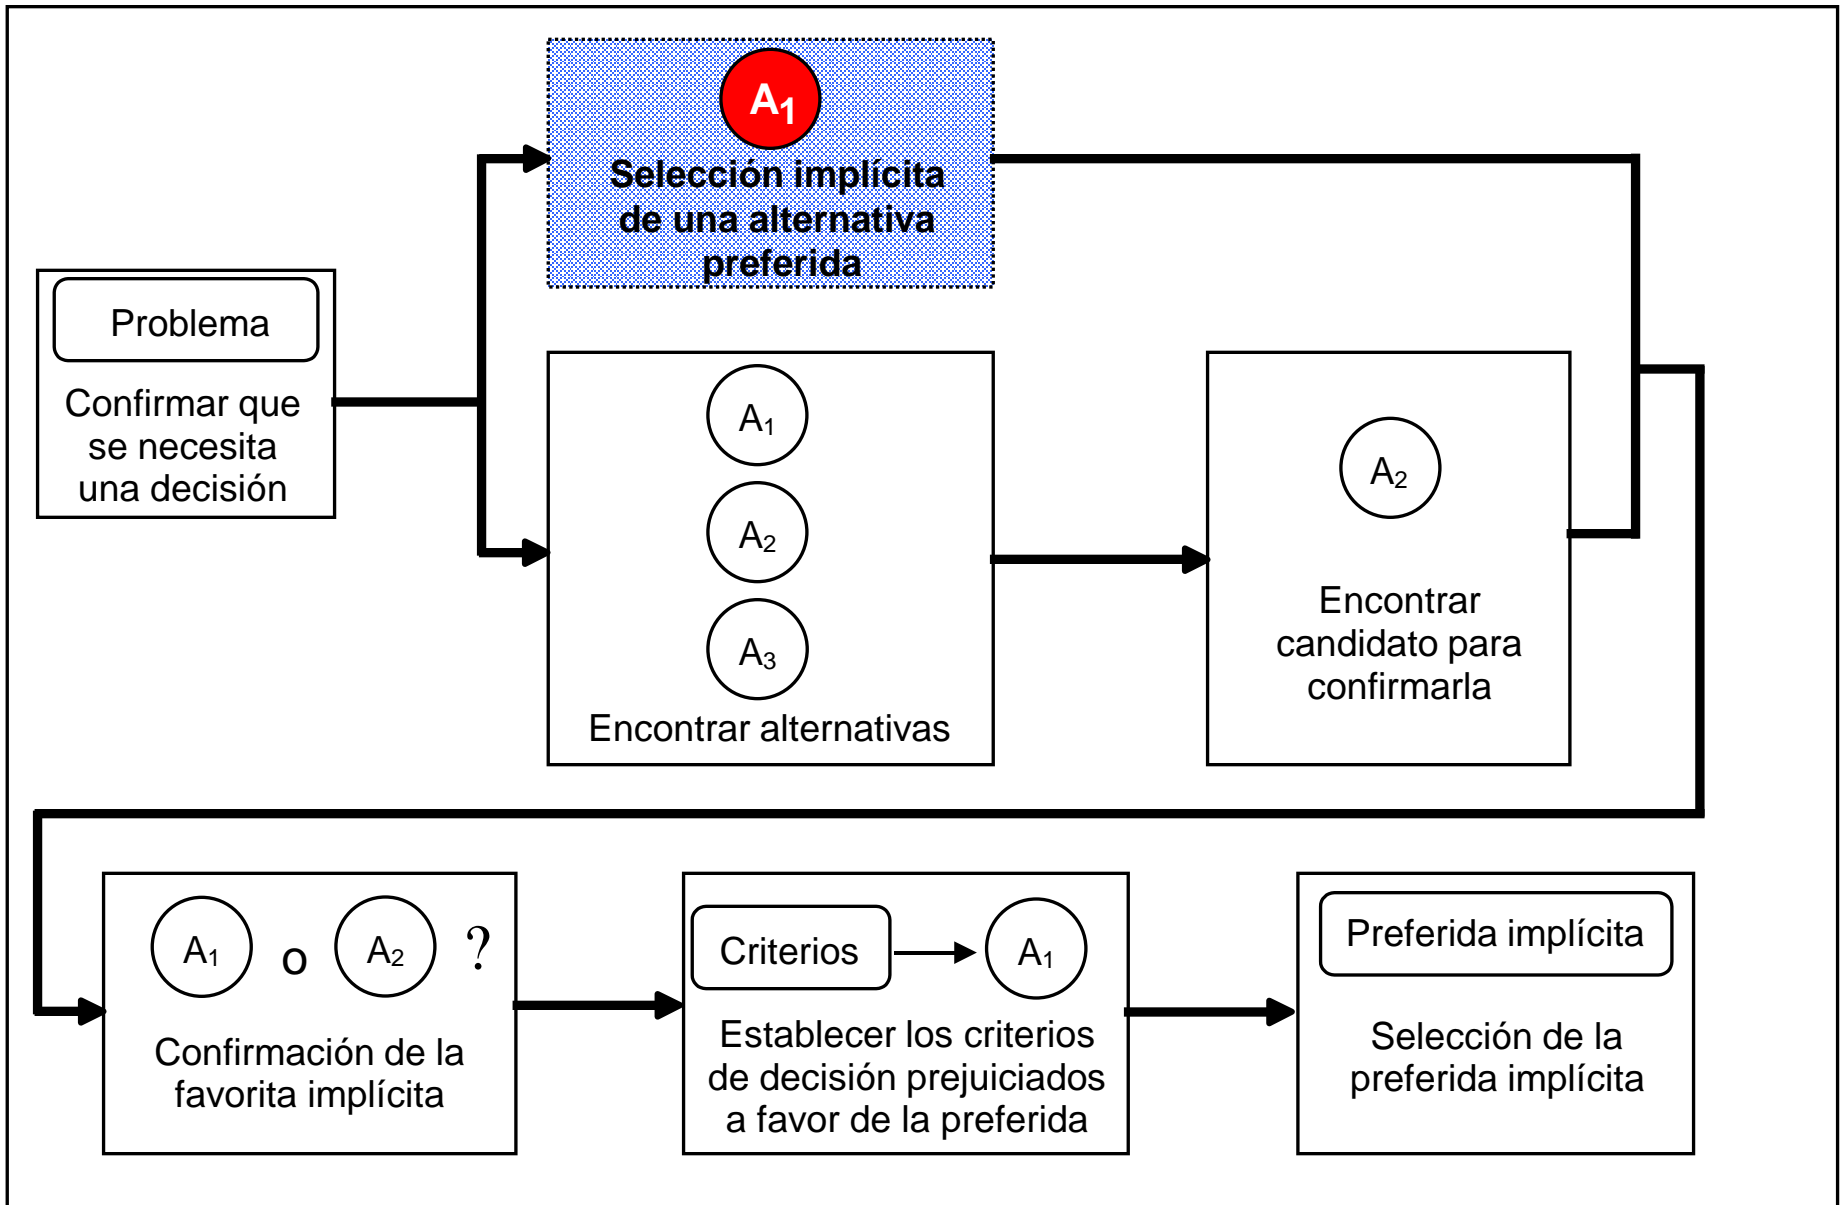 A₁
Selección implícita
de una alternativa
preferida
Problema
Confirmar que
se necesita
una decisión
A₁
A₂
A₃
Encontrar alternativas
A₂
Encontrar
candidato para
confirmarla
A₁ o A₂ ?
Confirmación de la
favorita implícita
Criterios A₁
Establecer los criterios
de decisión prejuiciados
a favor de la preferida
Preferida implícita
Selección de la
preferida implícita